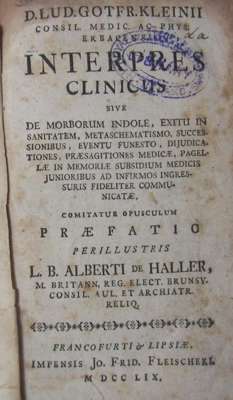 D. LUD. GOTFR. KLEINII
CONSIL. MEDIC. AC PHYS
INTERPRES
CLINICUS
SIVE
DE MORBORUM INDOLE, EXITU IN
SANITATEM, METASCHEMATISMO, SUCCES-
SIONIBUS, EVENTU FUNESTO, DIJUDICA-
TIONES, PRÆSAGITIONES MEDICÆ, PAGEL-
LÆ IN MEMORIÆ SUBSIDIUM MEDICIS
JUNIORIBUS AD INFIRMOS INGRES-
SURIS FIDELITER COMMU-
NICATÆ,
COMITATUR OPUSCULUM
PRÆFATIO
PERILLUSTRIS
L. B. ALBERTI DE HALLER,
M. BRITANN, REG. ELECT. BRUNSV.
CONSIL. AUL. ET ARCHIATR.
RELIQ.
FRANCOFURTI & LIPSIÆ,
IMPENSIS JO. FRID. FLEISCHERI.
M DCC LIX.